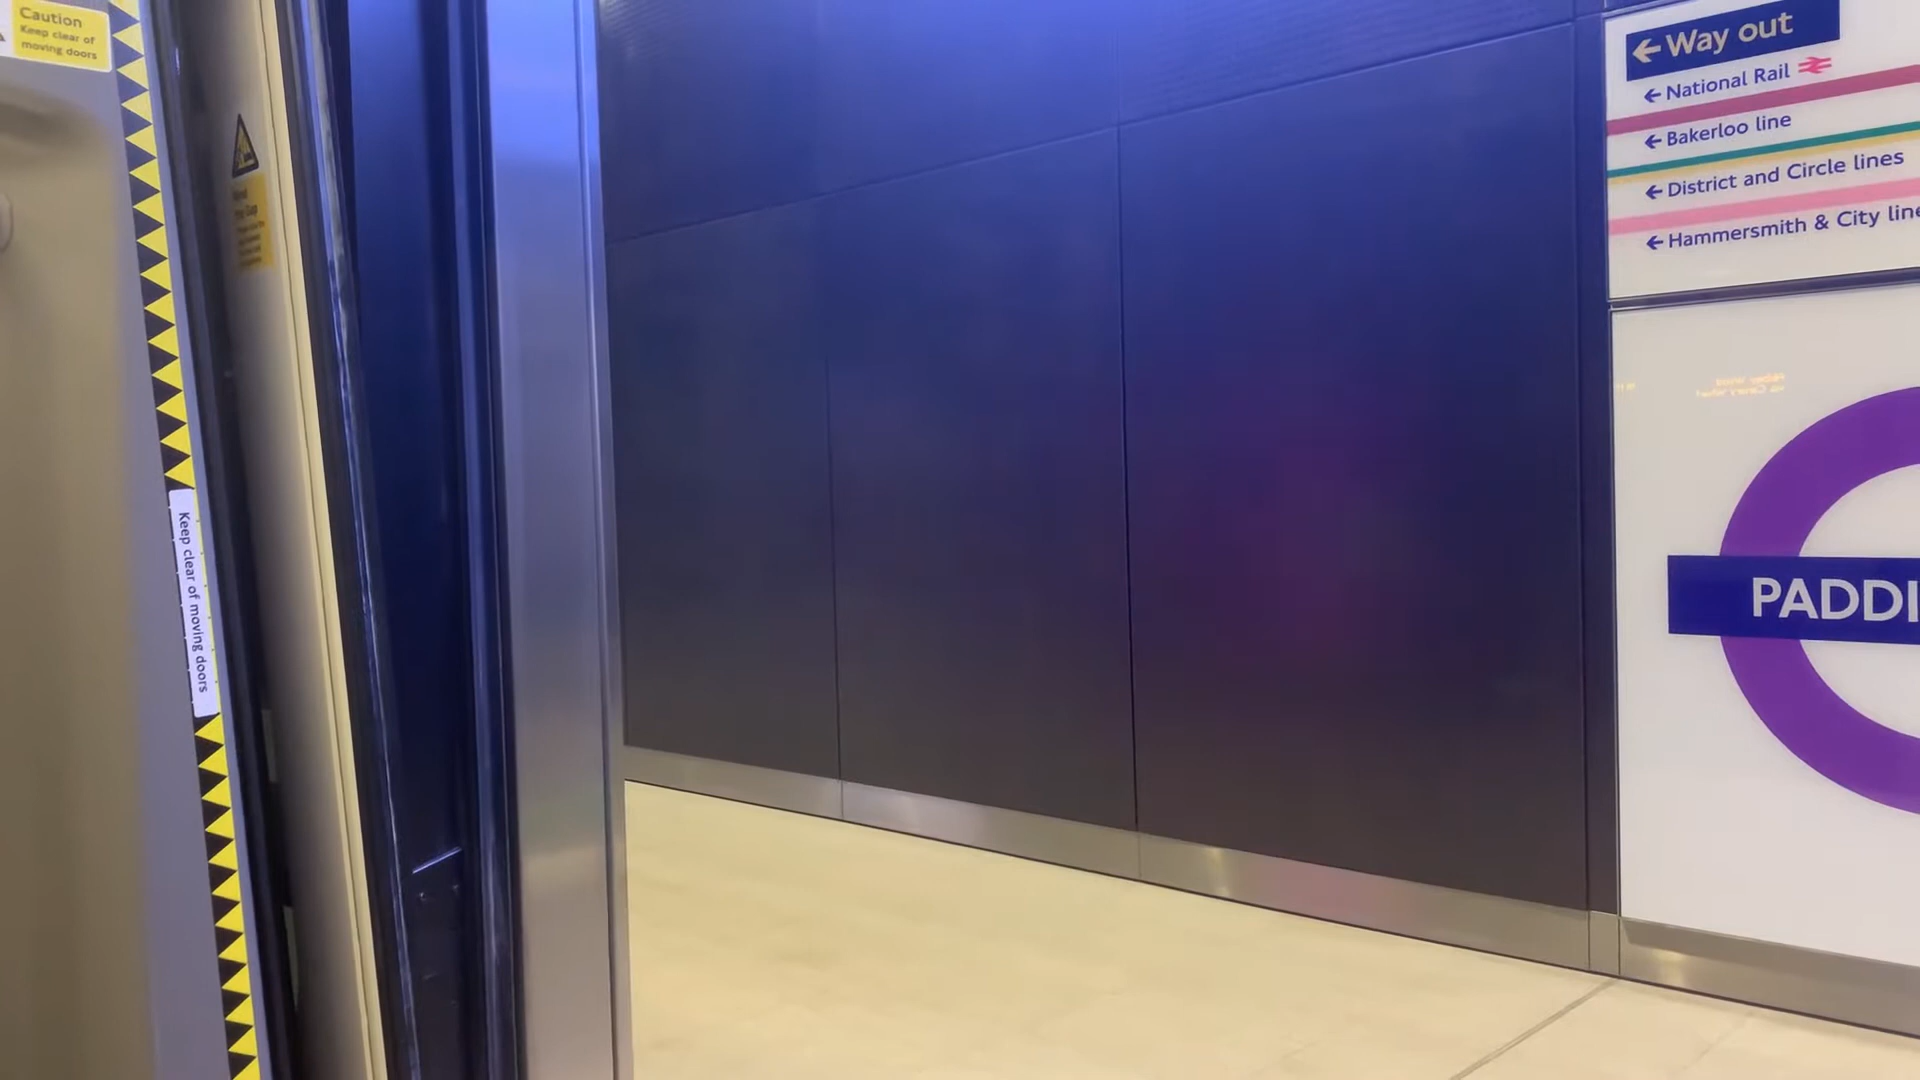 Caution
Keep clear of
moving doors
Keep clear of moving doors
Way out
National Rail
Bakerloo line
District and Circle lines
Hammersmith & City line
PADDI